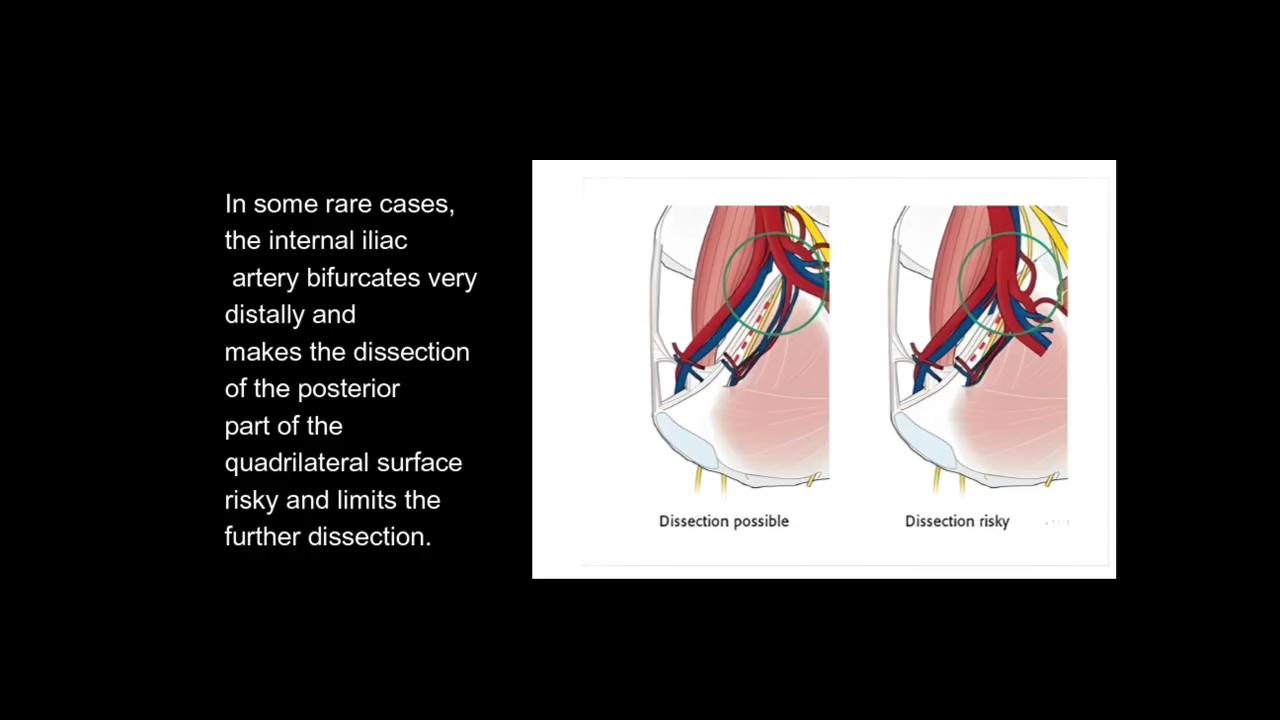 In some rare cases,
the internal iliac
artery bifurcates very
distally and
makes the dissection
of the posterior
part of the
quadrilateral surface
risky and limits the
further dissection.
Dissection possible
Dissection risky